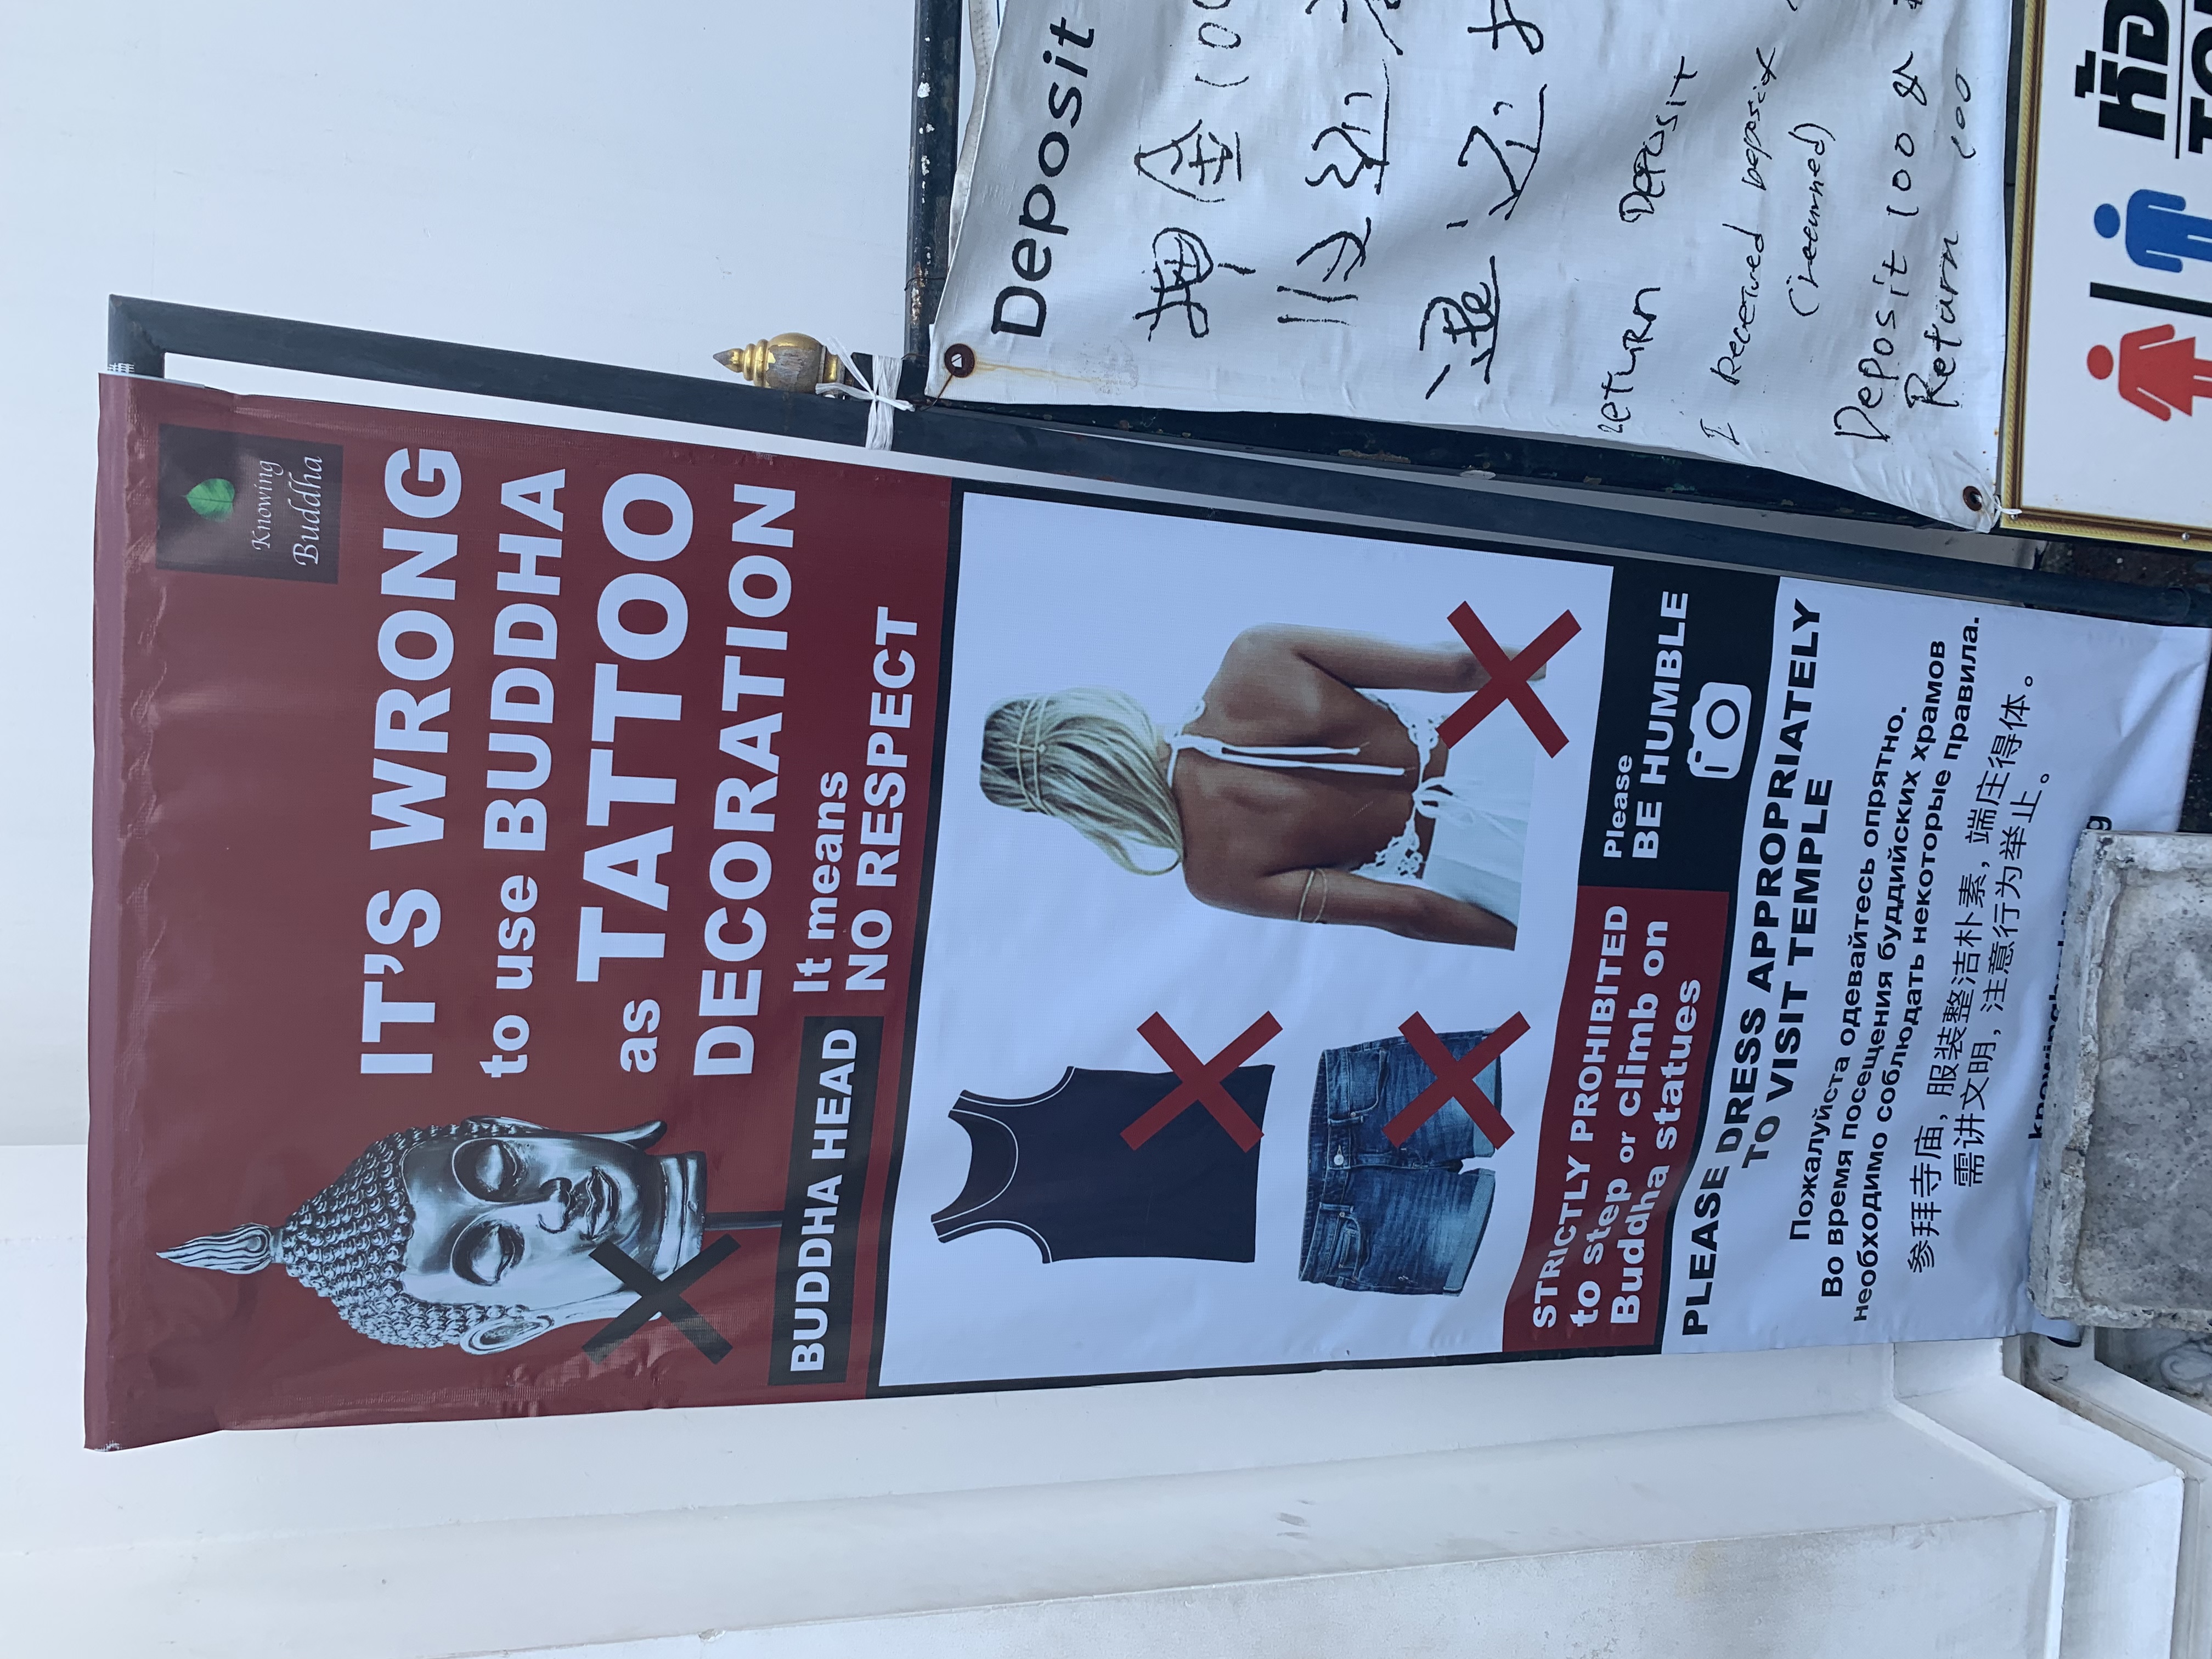 Knowing
Buddha
IT'S WRONG
to use BUDDHA
as TATTOO
DECORATION
It means
NO RESPECT
BUDDHA HEAD
STRICTLY PROHIBITED
to step or climb on
Buddha statues
Please
BE HUMBLE
PLEASE DRESS APPROPRIATELY
TO VISIT TEMPLE
Пожалуйста одевайтесь опрятно.
Во время посещения буддийских храмов
необходимо соблюдать некоторые правила.
参拜寺庙，服装整洁朴素，端庄得体。
需讲文明，注意行为举止。
Deposit
押金
退还
RETURN DEPOSIT
I received Deposit
(returned)
Deposit 100
Return 100